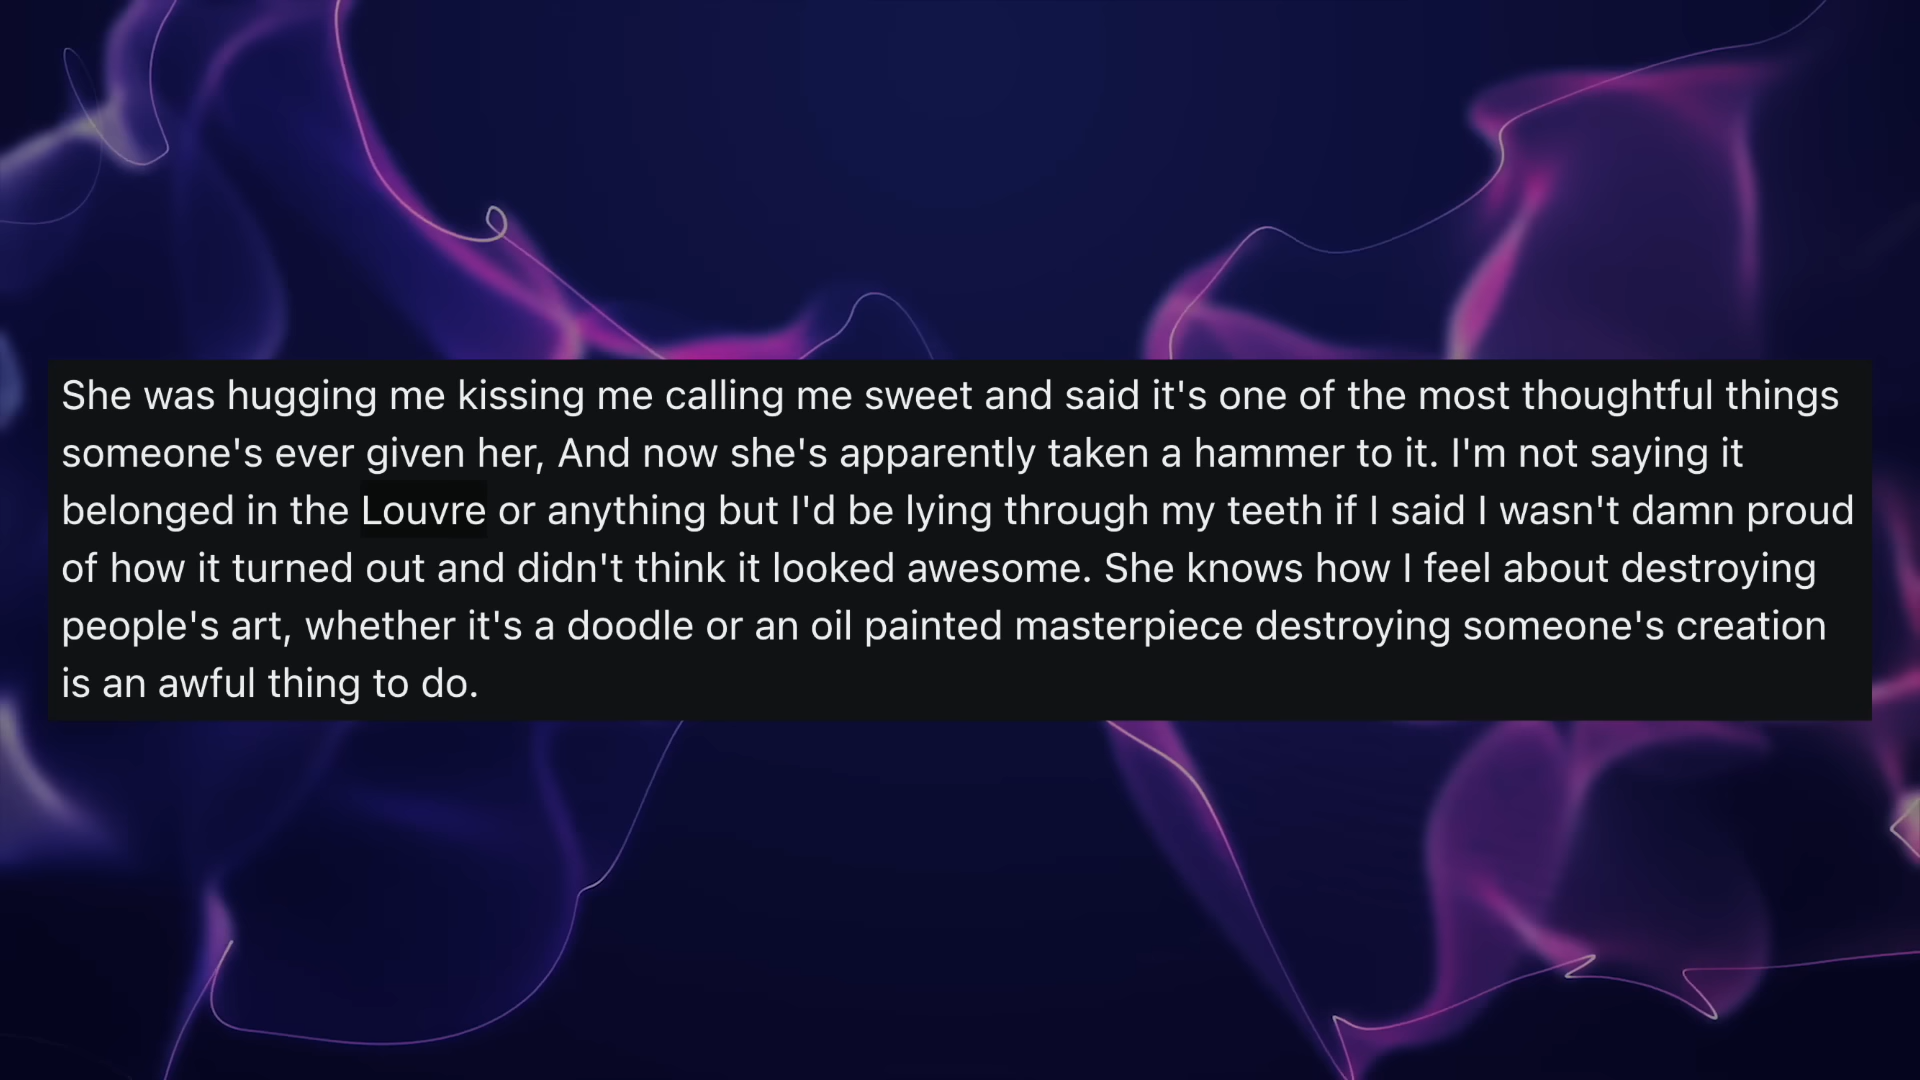 She was hugging me kissing me calling me sweet and said it's one of the most thoughtful things
someone's ever given her, And now she's apparently taken a hammer to it. I'm not saying it
belonged in the Louvre or anything but I'd be lying through my teeth if I said I wasn't damn proud
of how it turned out and didn't think it looked awesome. She knows how I feel about destroying
people's art, whether it's a doodle or an oil painted masterpiece destroying someone's creation
is an awful thing to do.